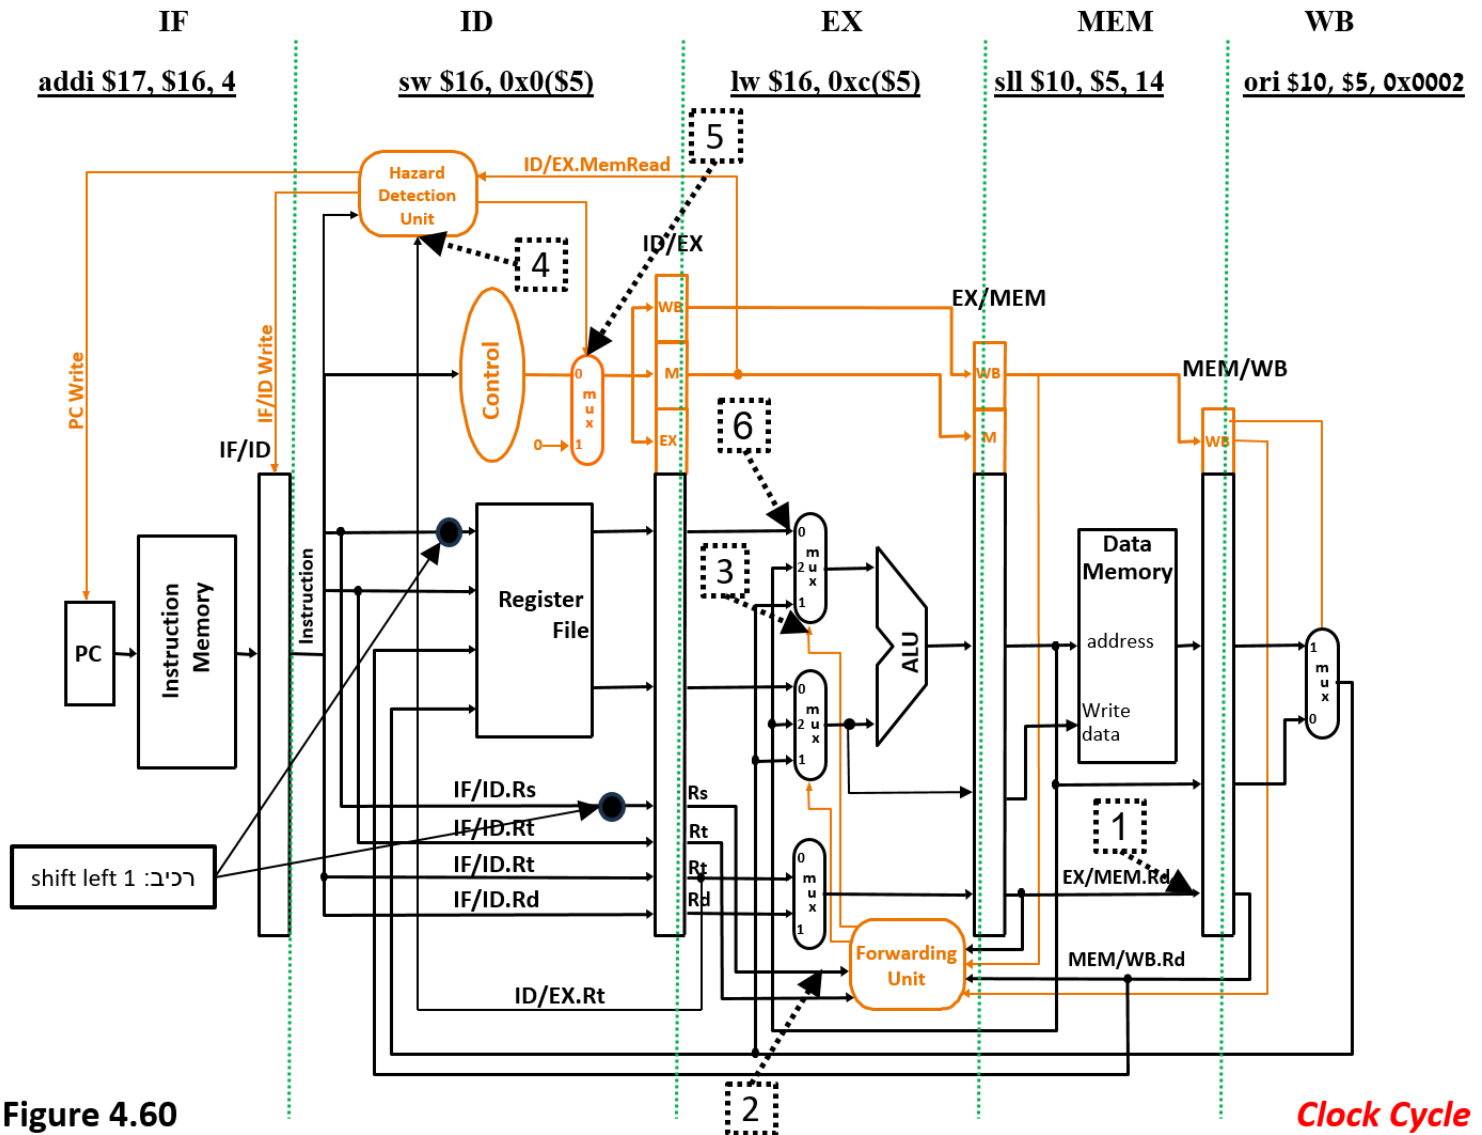 IF ID EX MEM WB
addi $17, $16, 4 sw $16, 0x0($5) lw $16, 0xc($5) sll $10, $5, 14 ori $10, $5, 0x0002
5
Hazard
Detection
Unit
ID/EX.MemRead
4
ID/EX
PC Write
IF/ID Write
Control
0
mux
0
1
WB
M
EX
EX/MEM
WB
M
MEM/WB
WB
IF/ID
6
3
PC
Instruction
Memory
Instruction
Register
File
0
mux
2
1
0
mux
2
1
ALU
Data
Memory
address
Write
data
1
mux
0
IF/ID.Rs
IF/ID.Rt
IF/ID.Rt
IF/ID.Rd
Rs
Rt
Rt
Rd
0
mux
1
1
EX/MEM.Rd
רכיב: shift left 1
Forwarding
Unit
MEM/WB.Rd
ID/EX.Rt
2
Figure 4.60
Clock Cycle